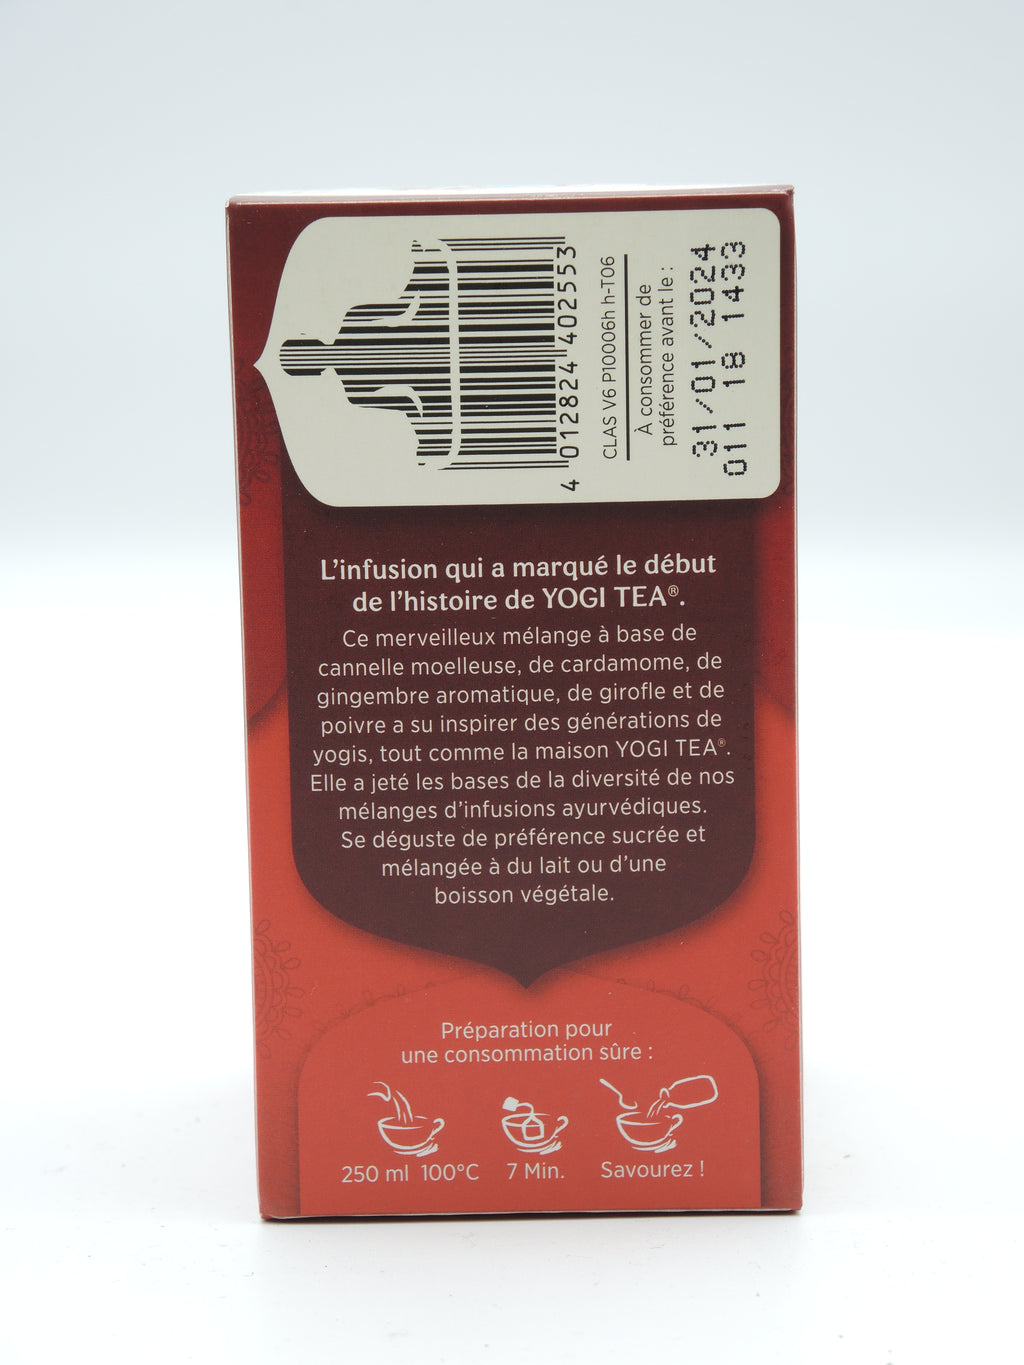 4 012824 402553
CLAS V6 P10006h h-T06
À consommer de
préférence avant le :
31/01/2024
011 18 1433
L'infusion qui a marqué le début
de l'histoire de YOGI TEA®.
Ce merveilleux mélange à base de
cannelle moelleuse, de cardamome, de
gingembre aromatique, de girofle et de
poivre a su inspirer des générations de
yogis, tout comme la maison YOGI TEA®.
Elle a jeté les bases de la diversité de nos
mélanges d'infusions ayurvédiques.
Se déguste de préférence sucrée et
mélangée à du lait ou d'une
boisson végétale.
Préparation pour
une consommation sûre :
250 ml 100°C 7 Min. Savourez !